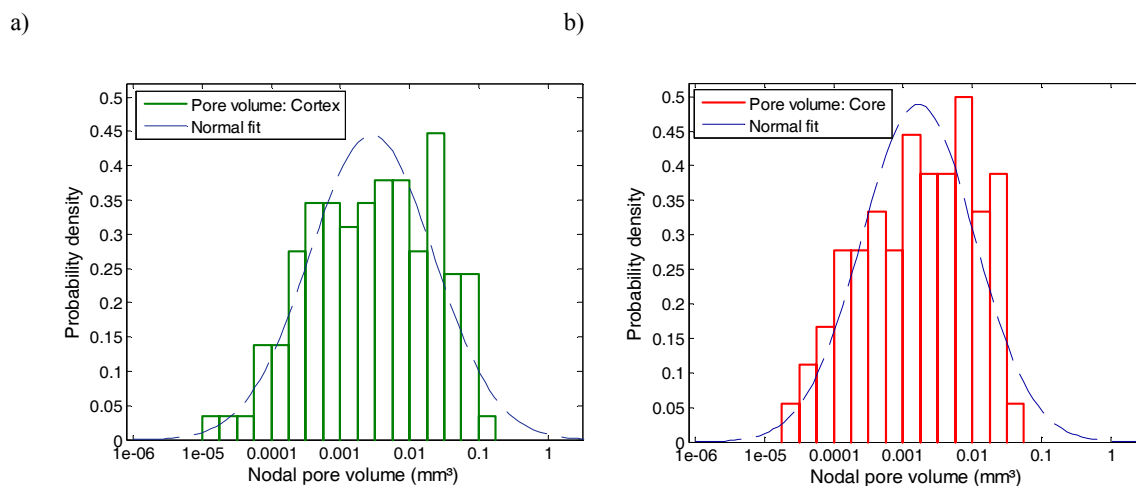 a)
b)
0.5
0.45
0.4
0.35
0.3
0.25
0.2
0.15
0.1
0.05
0
Probability density
Pore volume: Cortex
Normal fit
1e-06 1e-05 0.0001 0.001 0.01 0.1 1
Nodal pore volume (mm³)
0.5
0.45
0.4
0.35
0.3
0.25
0.2
0.15
0.1
0.05
0
Probability density
Pore volume: Core
Normal fit
1e-06 1e-05 0.0001 0.001 0.01 0.1 1
Nodal pore volume (mm³)